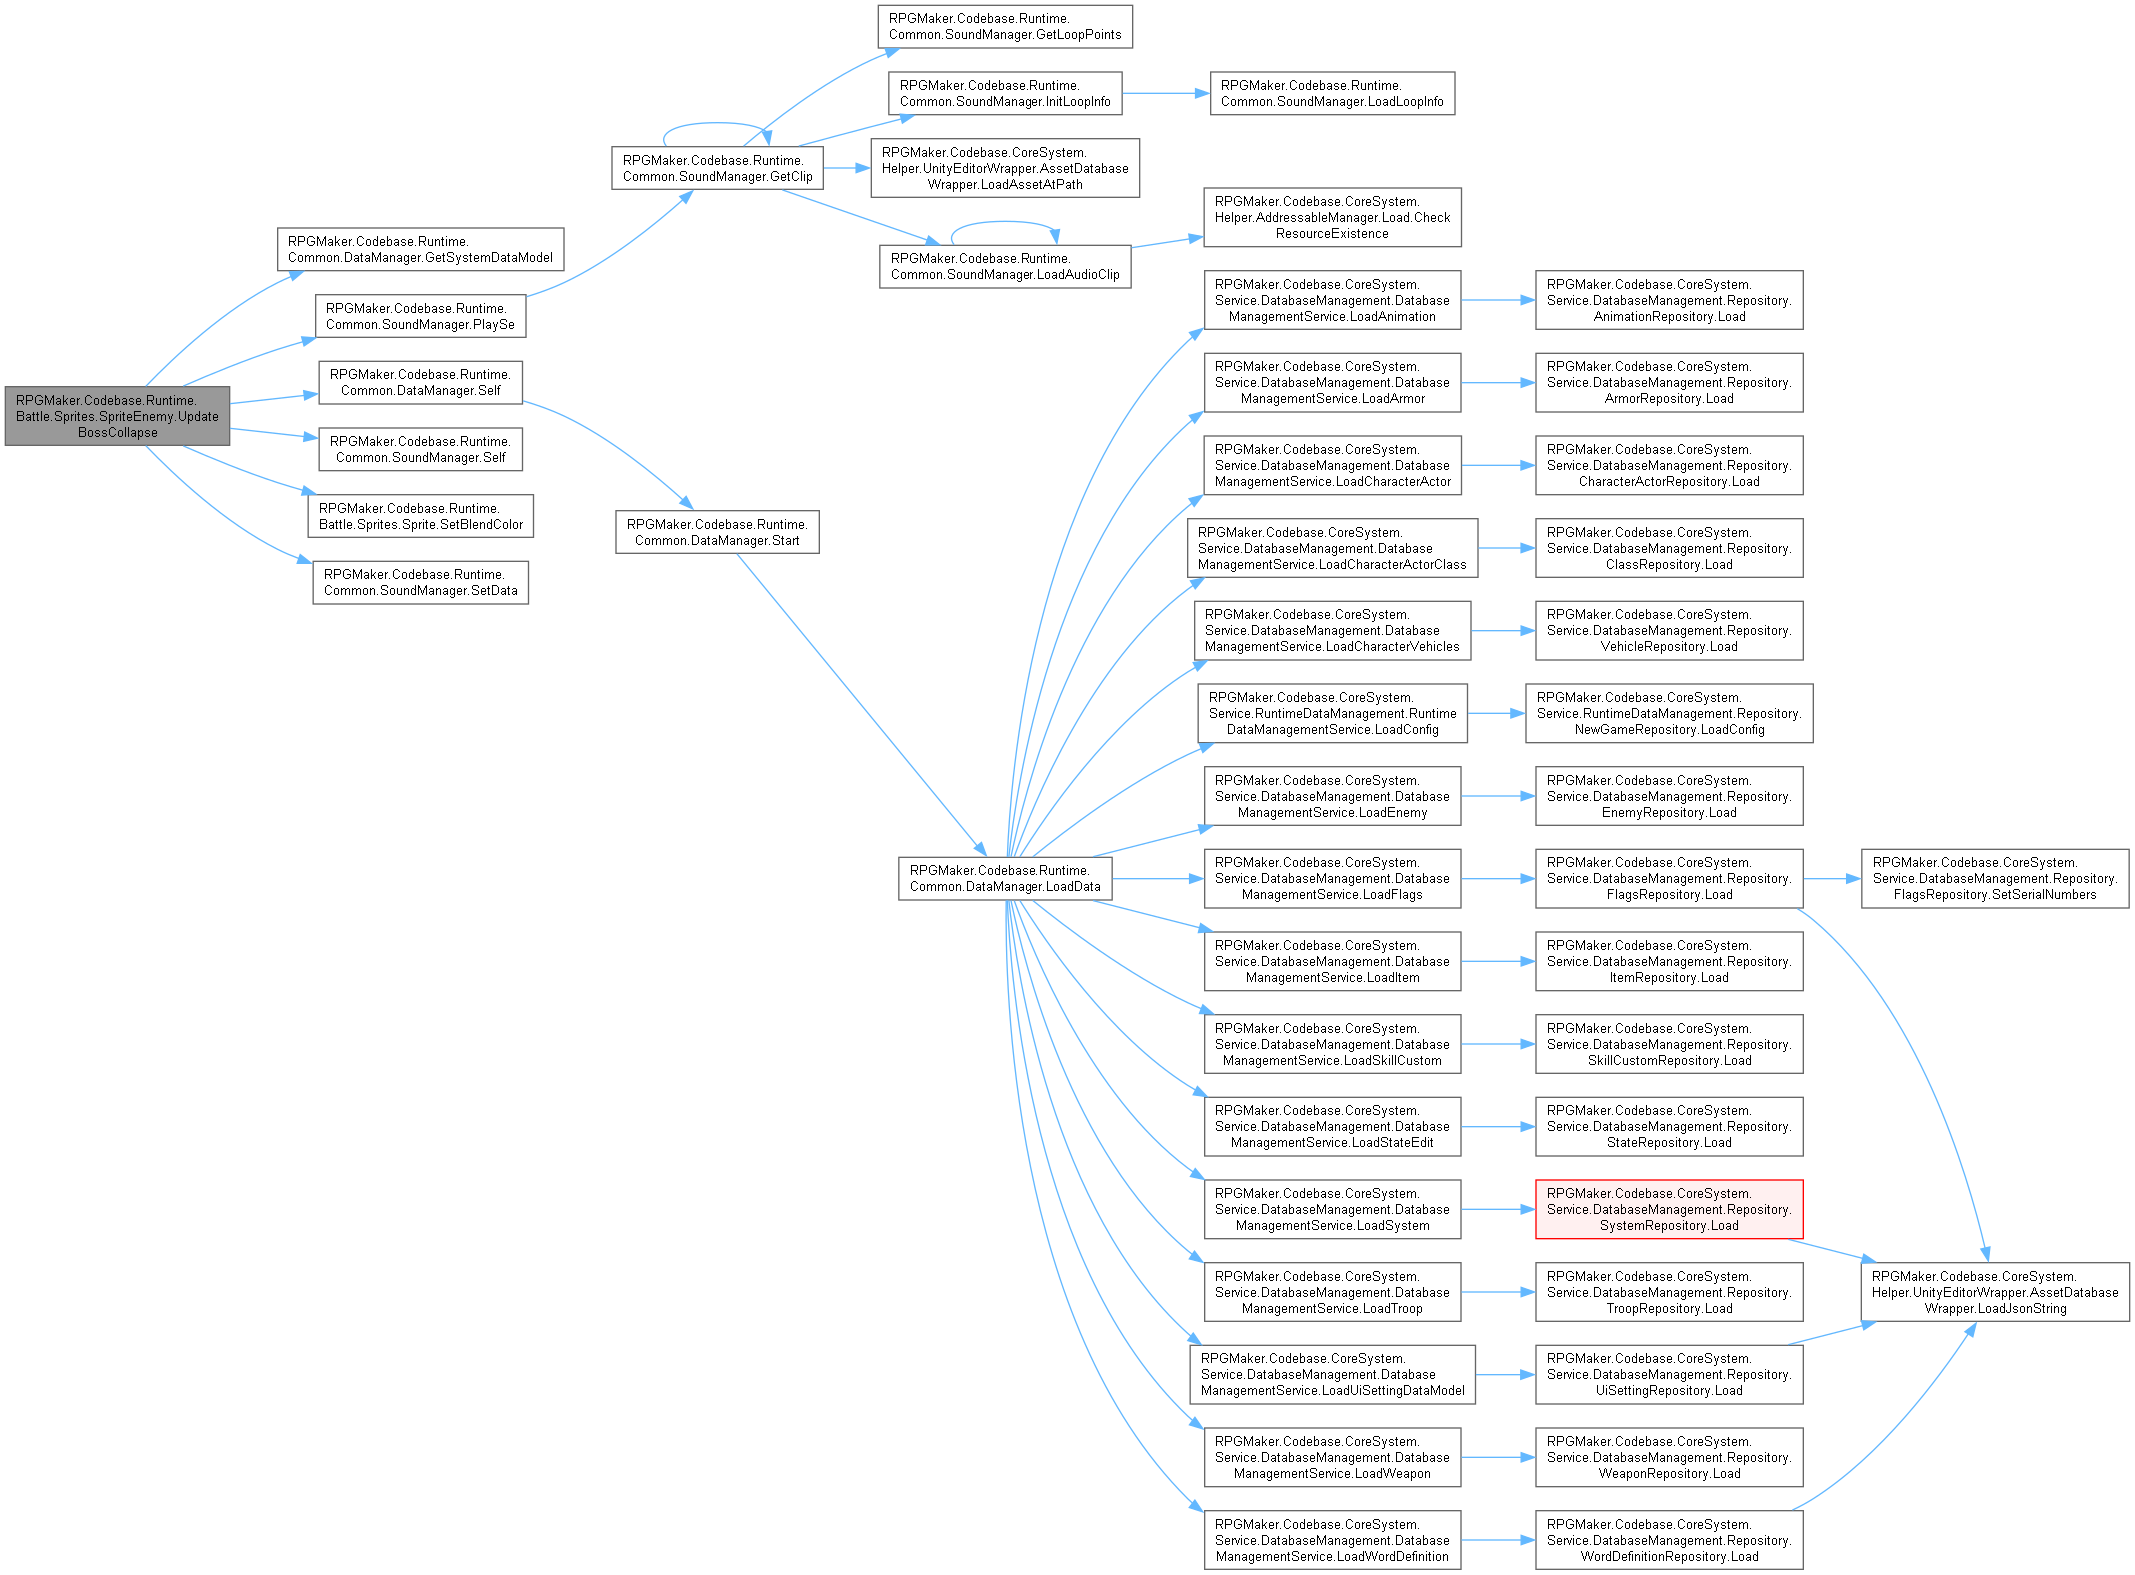 RPGMaker.Codebase.Runtime.
Battle.Sprites.SpriteEnemy.Update
BossCollapse
RPGMaker.Codebase.Runtime.
Common.DataManager.GetSystemDataModel
RPGMaker.Codebase.Runtime.
Common.SoundManager.PlaySe
RPGMaker.Codebase.Runtime.
Common.DataManager.Self
RPGMaker.Codebase.Runtime.
Common.SoundManager.Self
RPGMaker.Codebase.Runtime.
Battle.Sprites.Sprite.SetBlendColor
RPGMaker.Codebase.Runtime.
Common.SoundManager.SetData
RPGMaker.Codebase.Runtime.
Common.SoundManager.GetClip
RPGMaker.Codebase.Runtime.
Common.DataManager.Start
RPGMaker.Codebase.Runtime.
Common.SoundManager.GetLoopPoints
RPGMaker.Codebase.Runtime.
Common.SoundManager.InitLoopInfo
RPGMaker.Codebase.CoreSystem.
Helper.UnityEditorWrapper.AssetDatabase
Wrapper.LoadAssetAtPath
RPGMaker.Codebase.Runtime.
Common.SoundManager.LoadAudioClip
RPGMaker.Codebase.Runtime.
Common.DataManager.LoadData
RPGMaker.Codebase.Runtime.
Common.SoundManager.LoadLoopInfo
RPGMaker.Codebase.CoreSystem.
Helper.AddressableManager.Load.Check
ResourceExistence
RPGMaker.Codebase.CoreSystem.
Service.DatabaseManagement.Database
ManagementService.LoadAnimation
RPGMaker.Codebase.CoreSystem.
Service.DatabaseManagement.Database
ManagementService.LoadArmor
RPGMaker.Codebase.CoreSystem.
Service.DatabaseManagement.Database
ManagementService.LoadCharacterActor
RPGMaker.Codebase.CoreSystem.
Service.DatabaseManagement.Database
ManagementService.LoadCharacterActorClass
RPGMaker.Codebase.CoreSystem.
Service.DatabaseManagement.Database
ManagementService.LoadCharacterVehicles
RPGMaker.Codebase.CoreSystem.
Service.RuntimeDataManagement.Runtime
DataManagementService.LoadConfig
RPGMaker.Codebase.CoreSystem.
Service.DatabaseManagement.Database
ManagementService.LoadEnemy
RPGMaker.Codebase.CoreSystem.
Service.DatabaseManagement.Database
ManagementService.LoadFlags
RPGMaker.Codebase.CoreSystem.
Service.DatabaseManagement.Database
ManagementService.LoadItem
RPGMaker.Codebase.CoreSystem.
Service.DatabaseManagement.Database
ManagementService.LoadSkillCustom
RPGMaker.Codebase.CoreSystem.
Service.DatabaseManagement.Database
ManagementService.LoadStateEdit
RPGMaker.Codebase.CoreSystem.
Service.DatabaseManagement.Database
ManagementService.LoadSystem
RPGMaker.Codebase.CoreSystem.
Service.DatabaseManagement.Database
ManagementService.LoadTroop
RPGMaker.Codebase.CoreSystem.
Service.DatabaseManagement.Database
ManagementService.LoadUiSettingDataModel
RPGMaker.Codebase.CoreSystem.
Service.DatabaseManagement.Database
ManagementService.LoadWeapon
RPGMaker.Codebase.CoreSystem.
Service.DatabaseManagement.Database
ManagementService.LoadWordDefinition
RPGMaker.Codebase.CoreSystem.
Service.DatabaseManagement.Repository.
AnimationRepository.Load
RPGMaker.Codebase.CoreSystem.
Service.DatabaseManagement.Repository.
ArmorRepository.Load
RPGMaker.Codebase.CoreSystem.
Service.DatabaseManagement.Repository.
CharacterActorRepository.Load
RPGMaker.Codebase.CoreSystem.
Service.DatabaseManagement.Repository.
ClassRepository.Load
RPGMaker.Codebase.CoreSystem.
Service.DatabaseManagement.Repository.
VehicleRepository.Load
RPGMaker.Codebase.CoreSystem.
Service.RuntimeDataManagement.Repository.
NewGameRepository.LoadConfig
RPGMaker.Codebase.CoreSystem.
Service.DatabaseManagement.Repository.
EnemyRepository.Load
RPGMaker.Codebase.CoreSystem.
Service.DatabaseManagement.Repository.
FlagsRepository.Load
RPGMaker.Codebase.CoreSystem.
Service.DatabaseManagement.Repository.
ItemRepository.Load
RPGMaker.Codebase.CoreSystem.
Service.DatabaseManagement.Repository.
SkillCustomRepository.Load
RPGMaker.Codebase.CoreSystem.
Service.DatabaseManagement.Repository.
StateRepository.Load
RPGMaker.Codebase.CoreSystem.
Service.DatabaseManagement.Repository.
SystemRepository.Load
RPGMaker.Codebase.CoreSystem.
Service.DatabaseManagement.Repository.
TroopRepository.Load
RPGMaker.Codebase.CoreSystem.
Service.DatabaseManagement.Repository.
UiSettingRepository.Load
RPGMaker.Codebase.CoreSystem.
Service.DatabaseManagement.Repository.
WeaponRepository.Load
RPGMaker.Codebase.CoreSystem.
Service.DatabaseManagement.Repository.
WordDefinitionRepository.Load
RPGMaker.Codebase.CoreSystem.
Service.DatabaseManagement.Repository.
FlagsRepository.SetSerialNumbers
RPGMaker.Codebase.CoreSystem.
Helper.UnityEditorWrapper.AssetDatabase
Wrapper.LoadJsonString